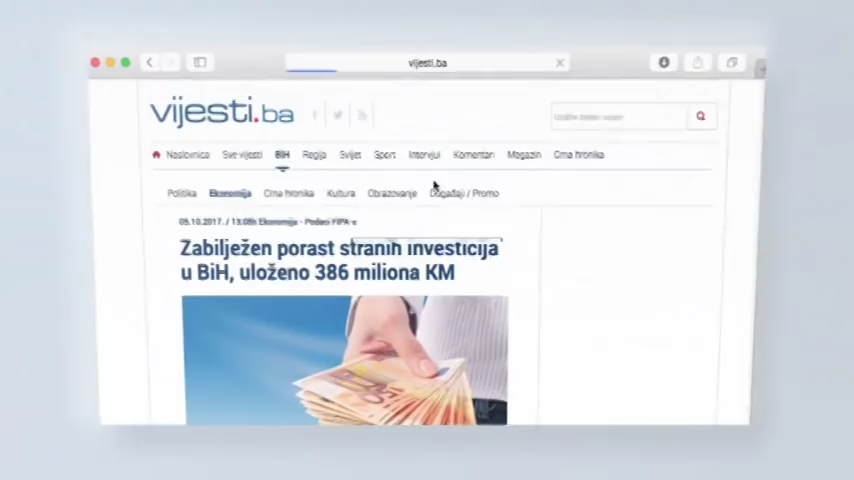 vijesti.ba
vijesti.ba
Naslovnica Sve vijesti BiH Regija Svijet Sport Intervjui Komentari Magazin Crna hronika
Politika Ekonomija Crna hronika Kultura Obrazovanje Događaji / Promo
05.10.2017. / 13:08h Ekonomija - Podaci FIPA-e
Zabilježen porast stranih investicija
u BiH, uloženo 386 miliona KM